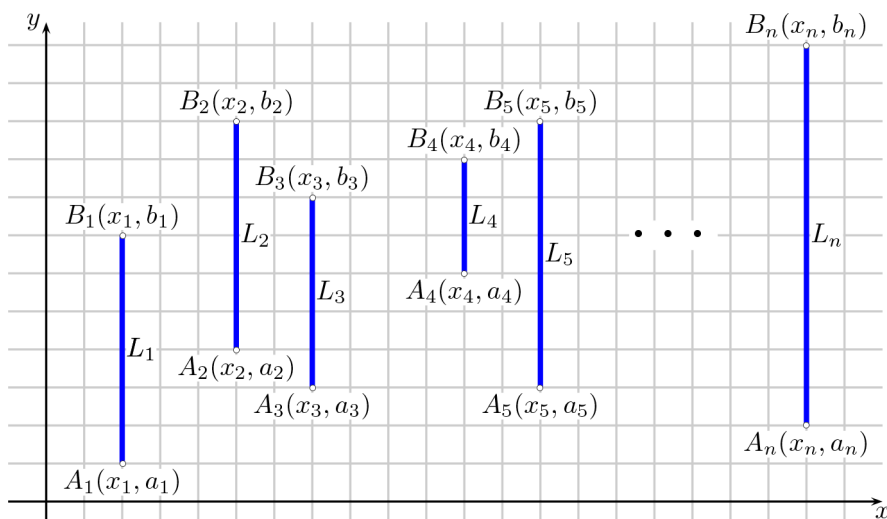 y
B_n(x_n, b_n)
B_2(x_2, b_2)
B_5(x_5, b_5)
B_4(x_4, b_4)
B_3(x_3, b_3)
B_1(x_1, b_1)
L_4
L_2
L_n
L_5
• • •
L_3
A_4(x_4, a_4)
L_1
A_2(x_2, a_2)
A_3(x_3, a_3)
A_5(x_5, a_5)
A_n(x_n, a_n)
A_1(x_1, a_1)
x